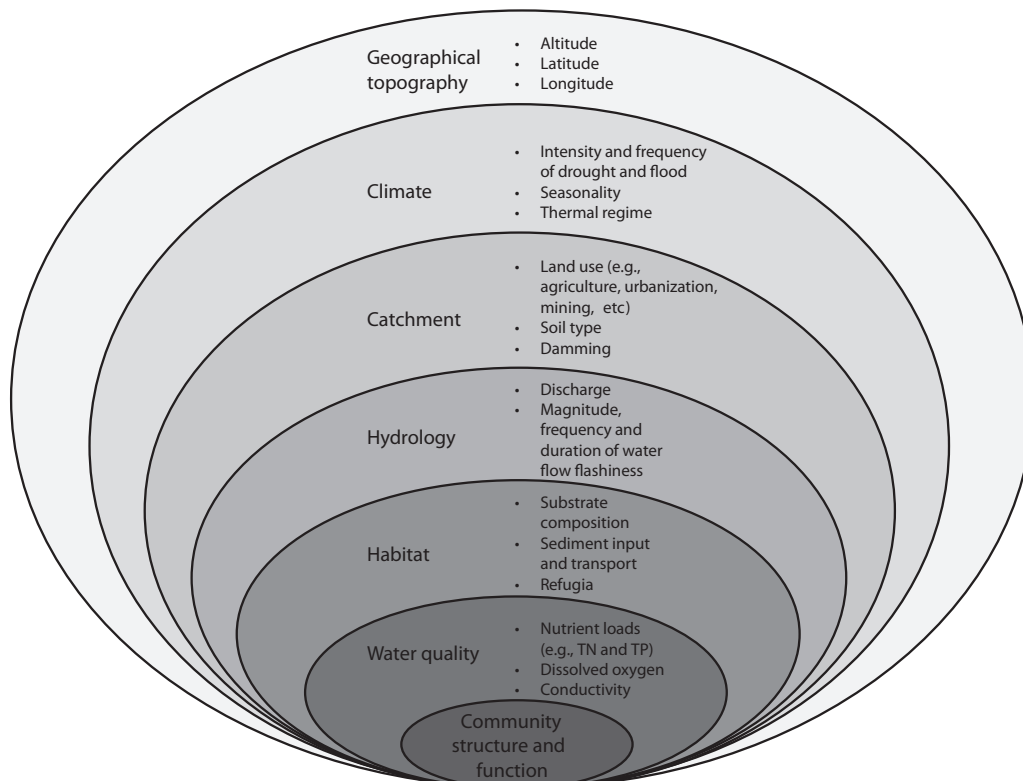 Geographical
topography
• Altitude
• Latitude
• Longitude
Climate
• Intensity and frequency
of drought and flood
• Seasonality
• Thermal regime
Catchment
• Land use (e.g.,
agriculture, urbanization,
mining, etc)
• Soil type
• Damming
Hydrology
• Discharge
• Magnitude,
frequency and
duration of water
flow flashiness
Habitat
• Substrate
composition
• Sediment input
and transport
• Refugia
Water quality
• Nutrient loads
(e.g., TN and TP)
• Dissolved oxygen
• Conductivity
Community
structure and
function